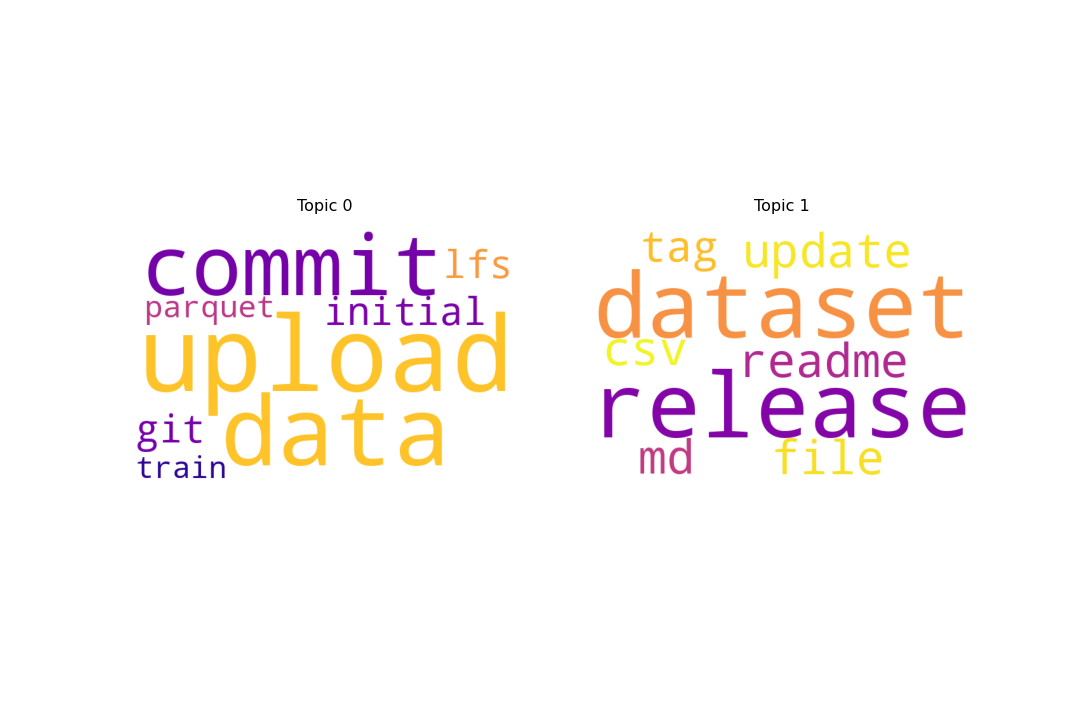 Topic 0
commit
lfs
parquet
initial
upload
data
git
train
Topic 1
tag
update
dataset
csv
readme
release
md
file